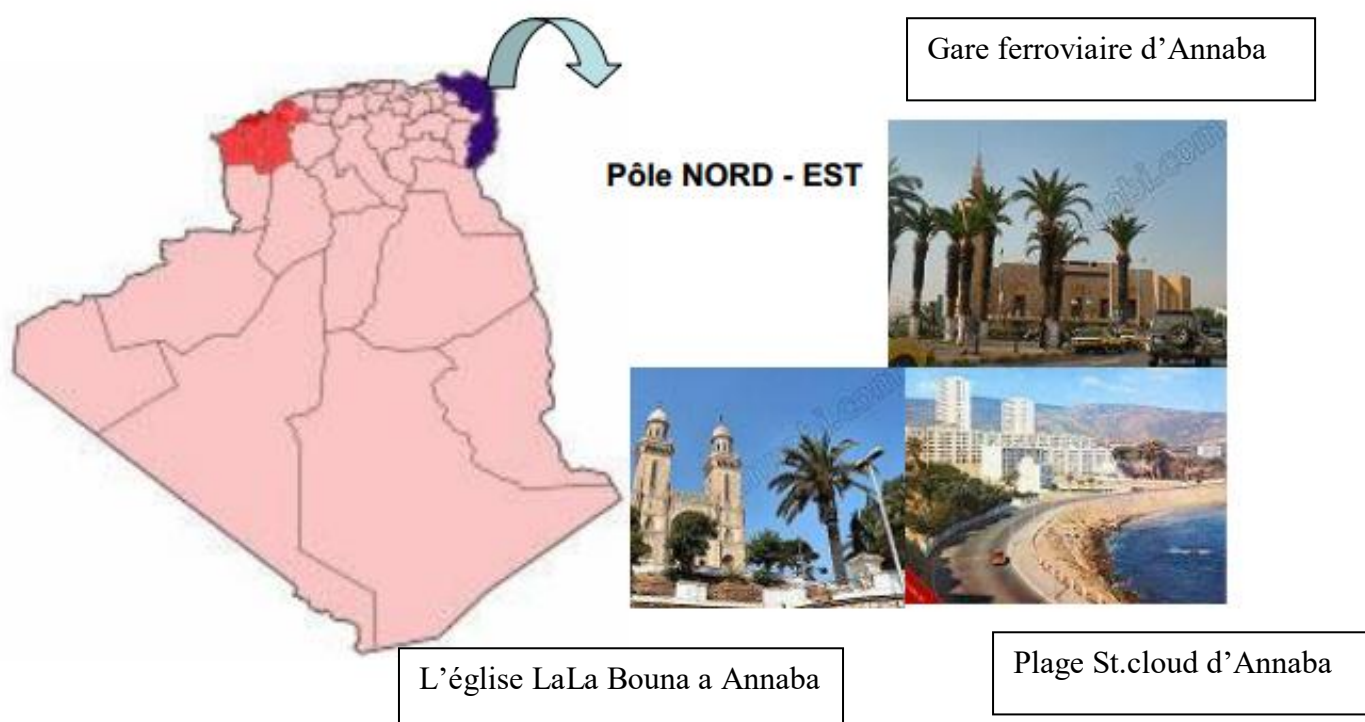 Gare ferroviaire d’Annaba
Pôle NORD - EST
L’église LaLa Bouna a Annaba
Plage St.cloud d’Annaba